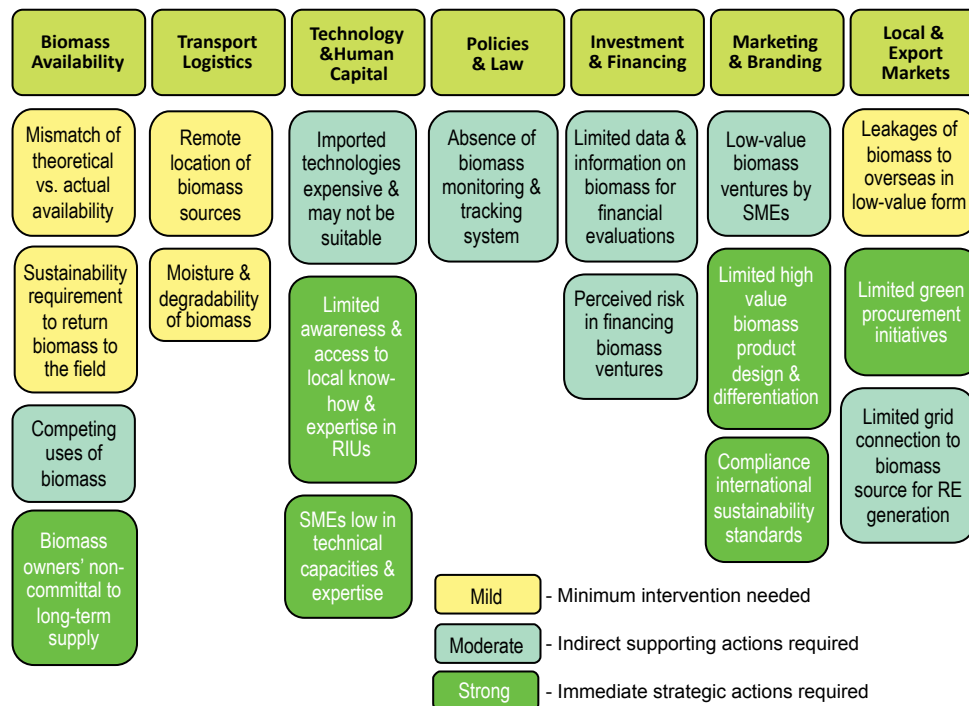 Biomass
Availability
Transport
Logistics
Technology
&Human
Capital
Policies
& Law
Investment
& Financing
Marketing
& Branding
Local &
Export
Markets
Mismatch of
theoretical
vs. actual
availability
Sustainability
requirement
to return
biomass to
the field
Competing
uses of
biomass
Biomass
owners' non-
committal to
long-term
supply
Remote
location of
biomass
sources
Moisture &
degradability
of biomass
Imported
technologies
expensive &
may not be
suitable
Limited
awareness &
access to
local know-
how &
expertise in
RIUs
SMEs low in
technical
capacities &
expertise
Absence of
biomass
monitoring &
tracking
system
Limited data &
information on
biomass for
financial
evaluations
Perceived risk
in financing
biomass
ventures
Low-value
biomass
ventures by
SMEs
Limited high
value
biomass
product
design &
differentiation
Compliance
international
sustainability
standards
Leakages of
biomass to
overseas in
low-value form
Limited green
procurement
initiatives
Limited grid
connection to
biomass
source for RE
generation
Mild - Minimum intervention needed
Moderate - Indirect supporting actions required
Strong - Immediate strategic actions required